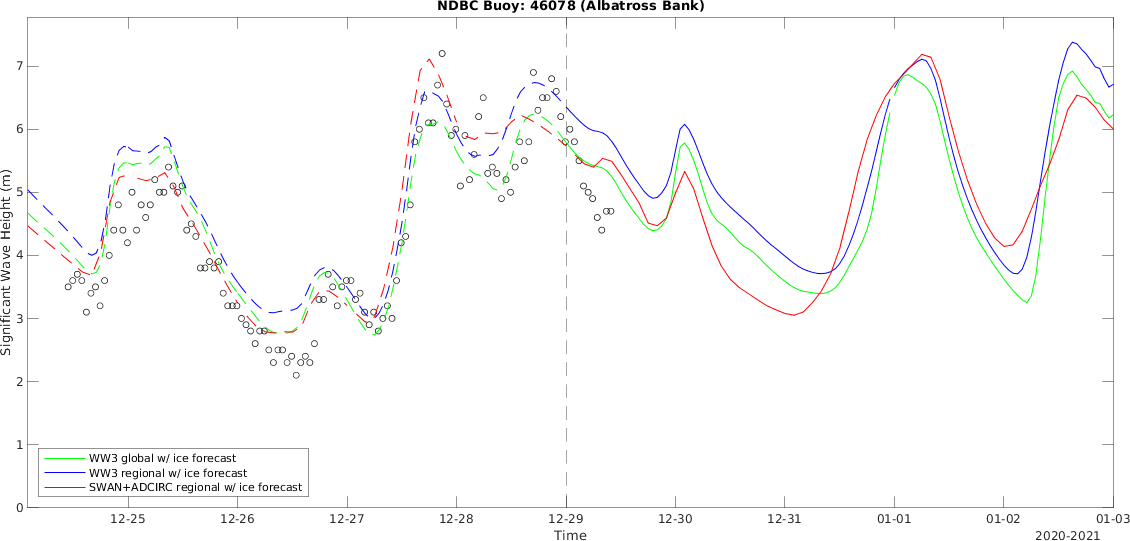 NDBC Buoy: 46078 (Albatross Bank)
Significant Wave Height (m)
7
6
5
4
3
2
1
0
WW3 global w/ ice forecast
WW3 regional w/ ice forecast
SWAN+ADCIRC regional w/ ice forecast
12-25 12-26 12-27 12-28 12-29 12-30 12-31 01-01 01-02 01-03
Time
2020-2021